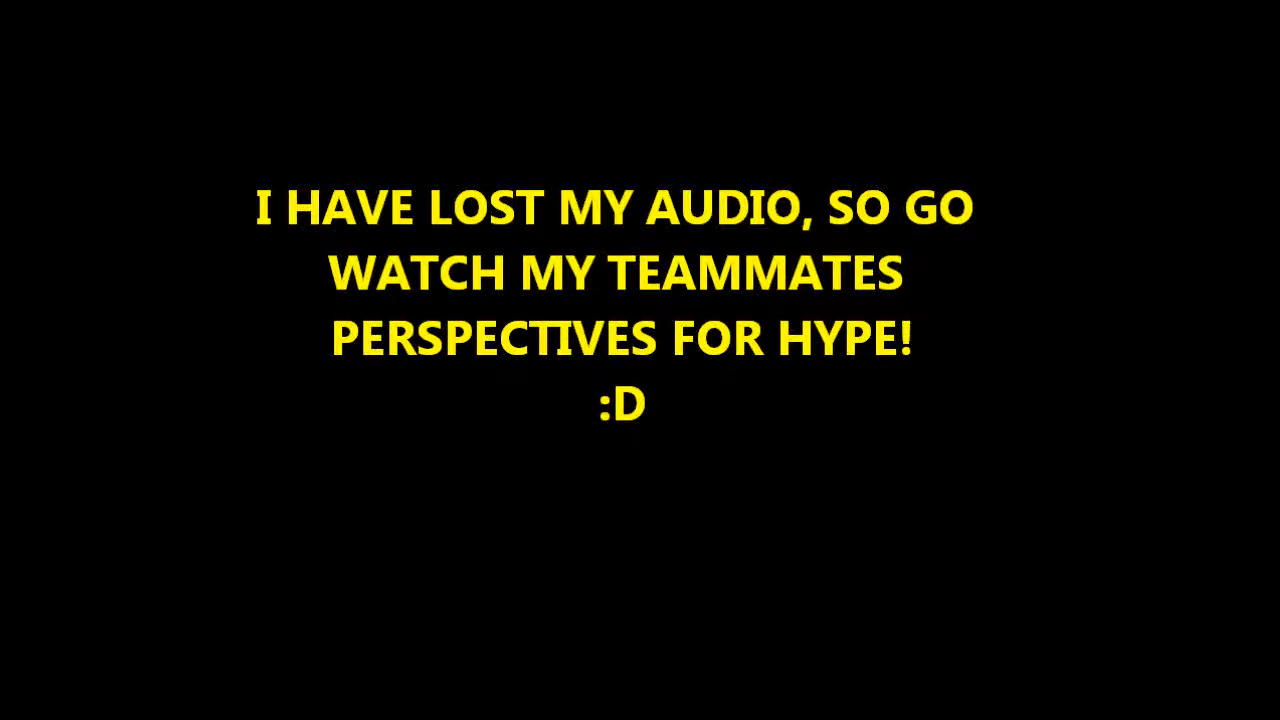 I HAVE LOST MY AUDIO, SO GO
WATCH MY TEAMMATES
PERSPECTIVES FOR HYPE!
:D